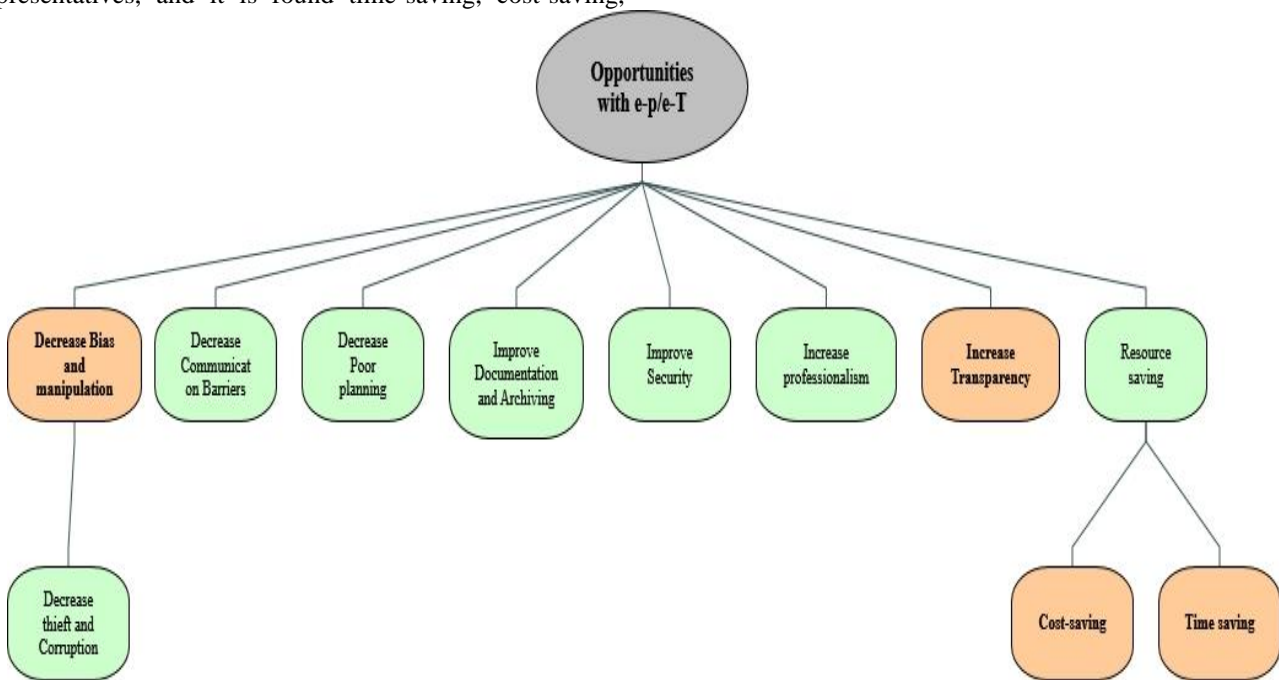 presentatives, and it is found time-saving, cost-saving,
Opportunities
with e-p/e-T
Decrease Bias
and
manipulation
Decrease
Communicat
on Barriers
Decrease
Poor
planning
Improve
Documentation
and Archiving
Improve
Security
Increase
professionalism
Increase
Transparency
Resource
saving
Decrease
thieft and
Corruption
Cost-saving
Time saving